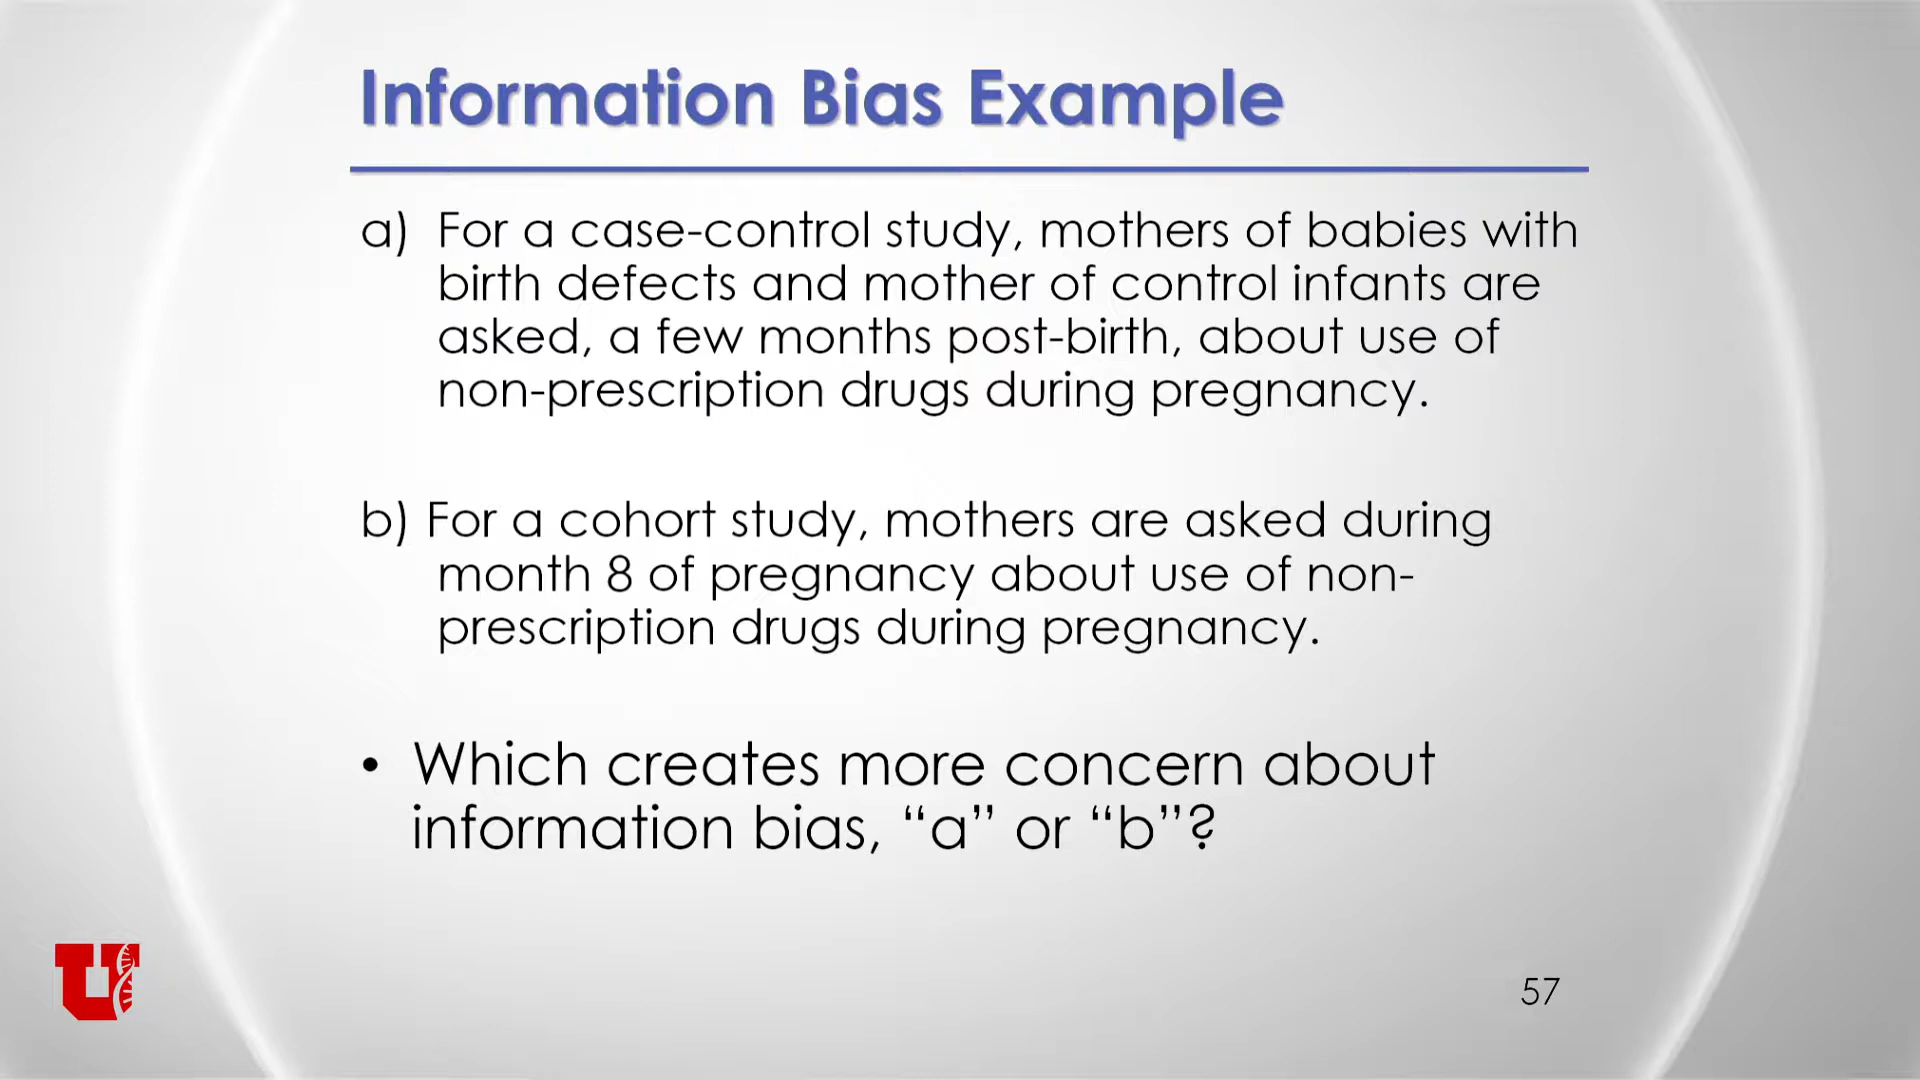 Information Bias Example
a) For a case-control study, mothers of babies with
birth defects and mother of control infants are
asked, a few months post-birth, about use of
non-prescription drugs during pregnancy.
b) For a cohort study, mothers are asked during
month 8 of pregnancy about use of non-
prescription drugs during pregnancy.
• Which creates more concern about
information bias, “a” or “b”?
U
57